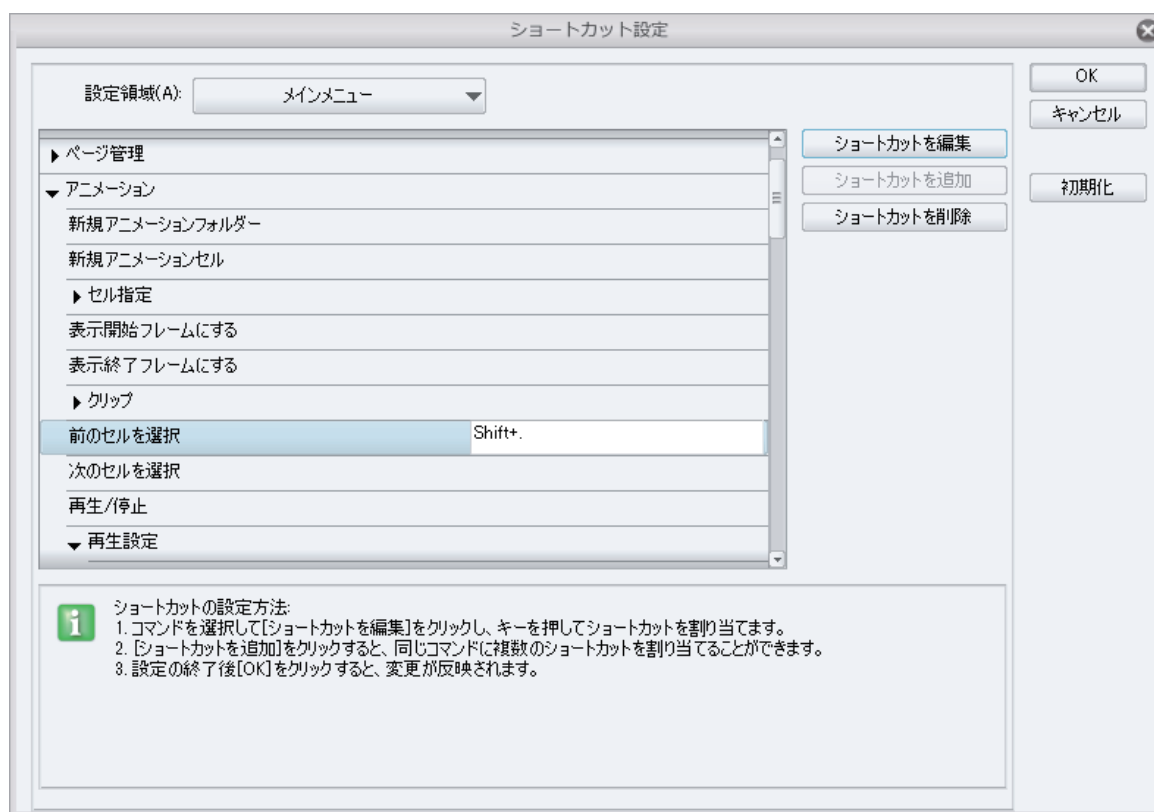 ショートカット設定
設定領域(A): メインメニュー
OK
キャンセル
初期化
ショートカットを編集
ショートカットを追加
ショートカットを削除
ページ管理
アニメーション
新規アニメーションフォルダー
新規アニメーションセル
セル指定
表示開始フレームにする
表示終了フレームにする
クリップ
前のセルを選択 Shift+.
次のセルを選択
再生/停止
再生設定
ショートカットの設定方法:
1. コマンドを選択して[ショートカットを編集]をクリックし、キーを押してショートカットを割り当てます。
2. [ショートカットを追加]をクリックすると、同じコマンドに複数のショートカットを割り当てることができます。
3. 設定の終了後[OK]をクリックすると、変更が反映されます。